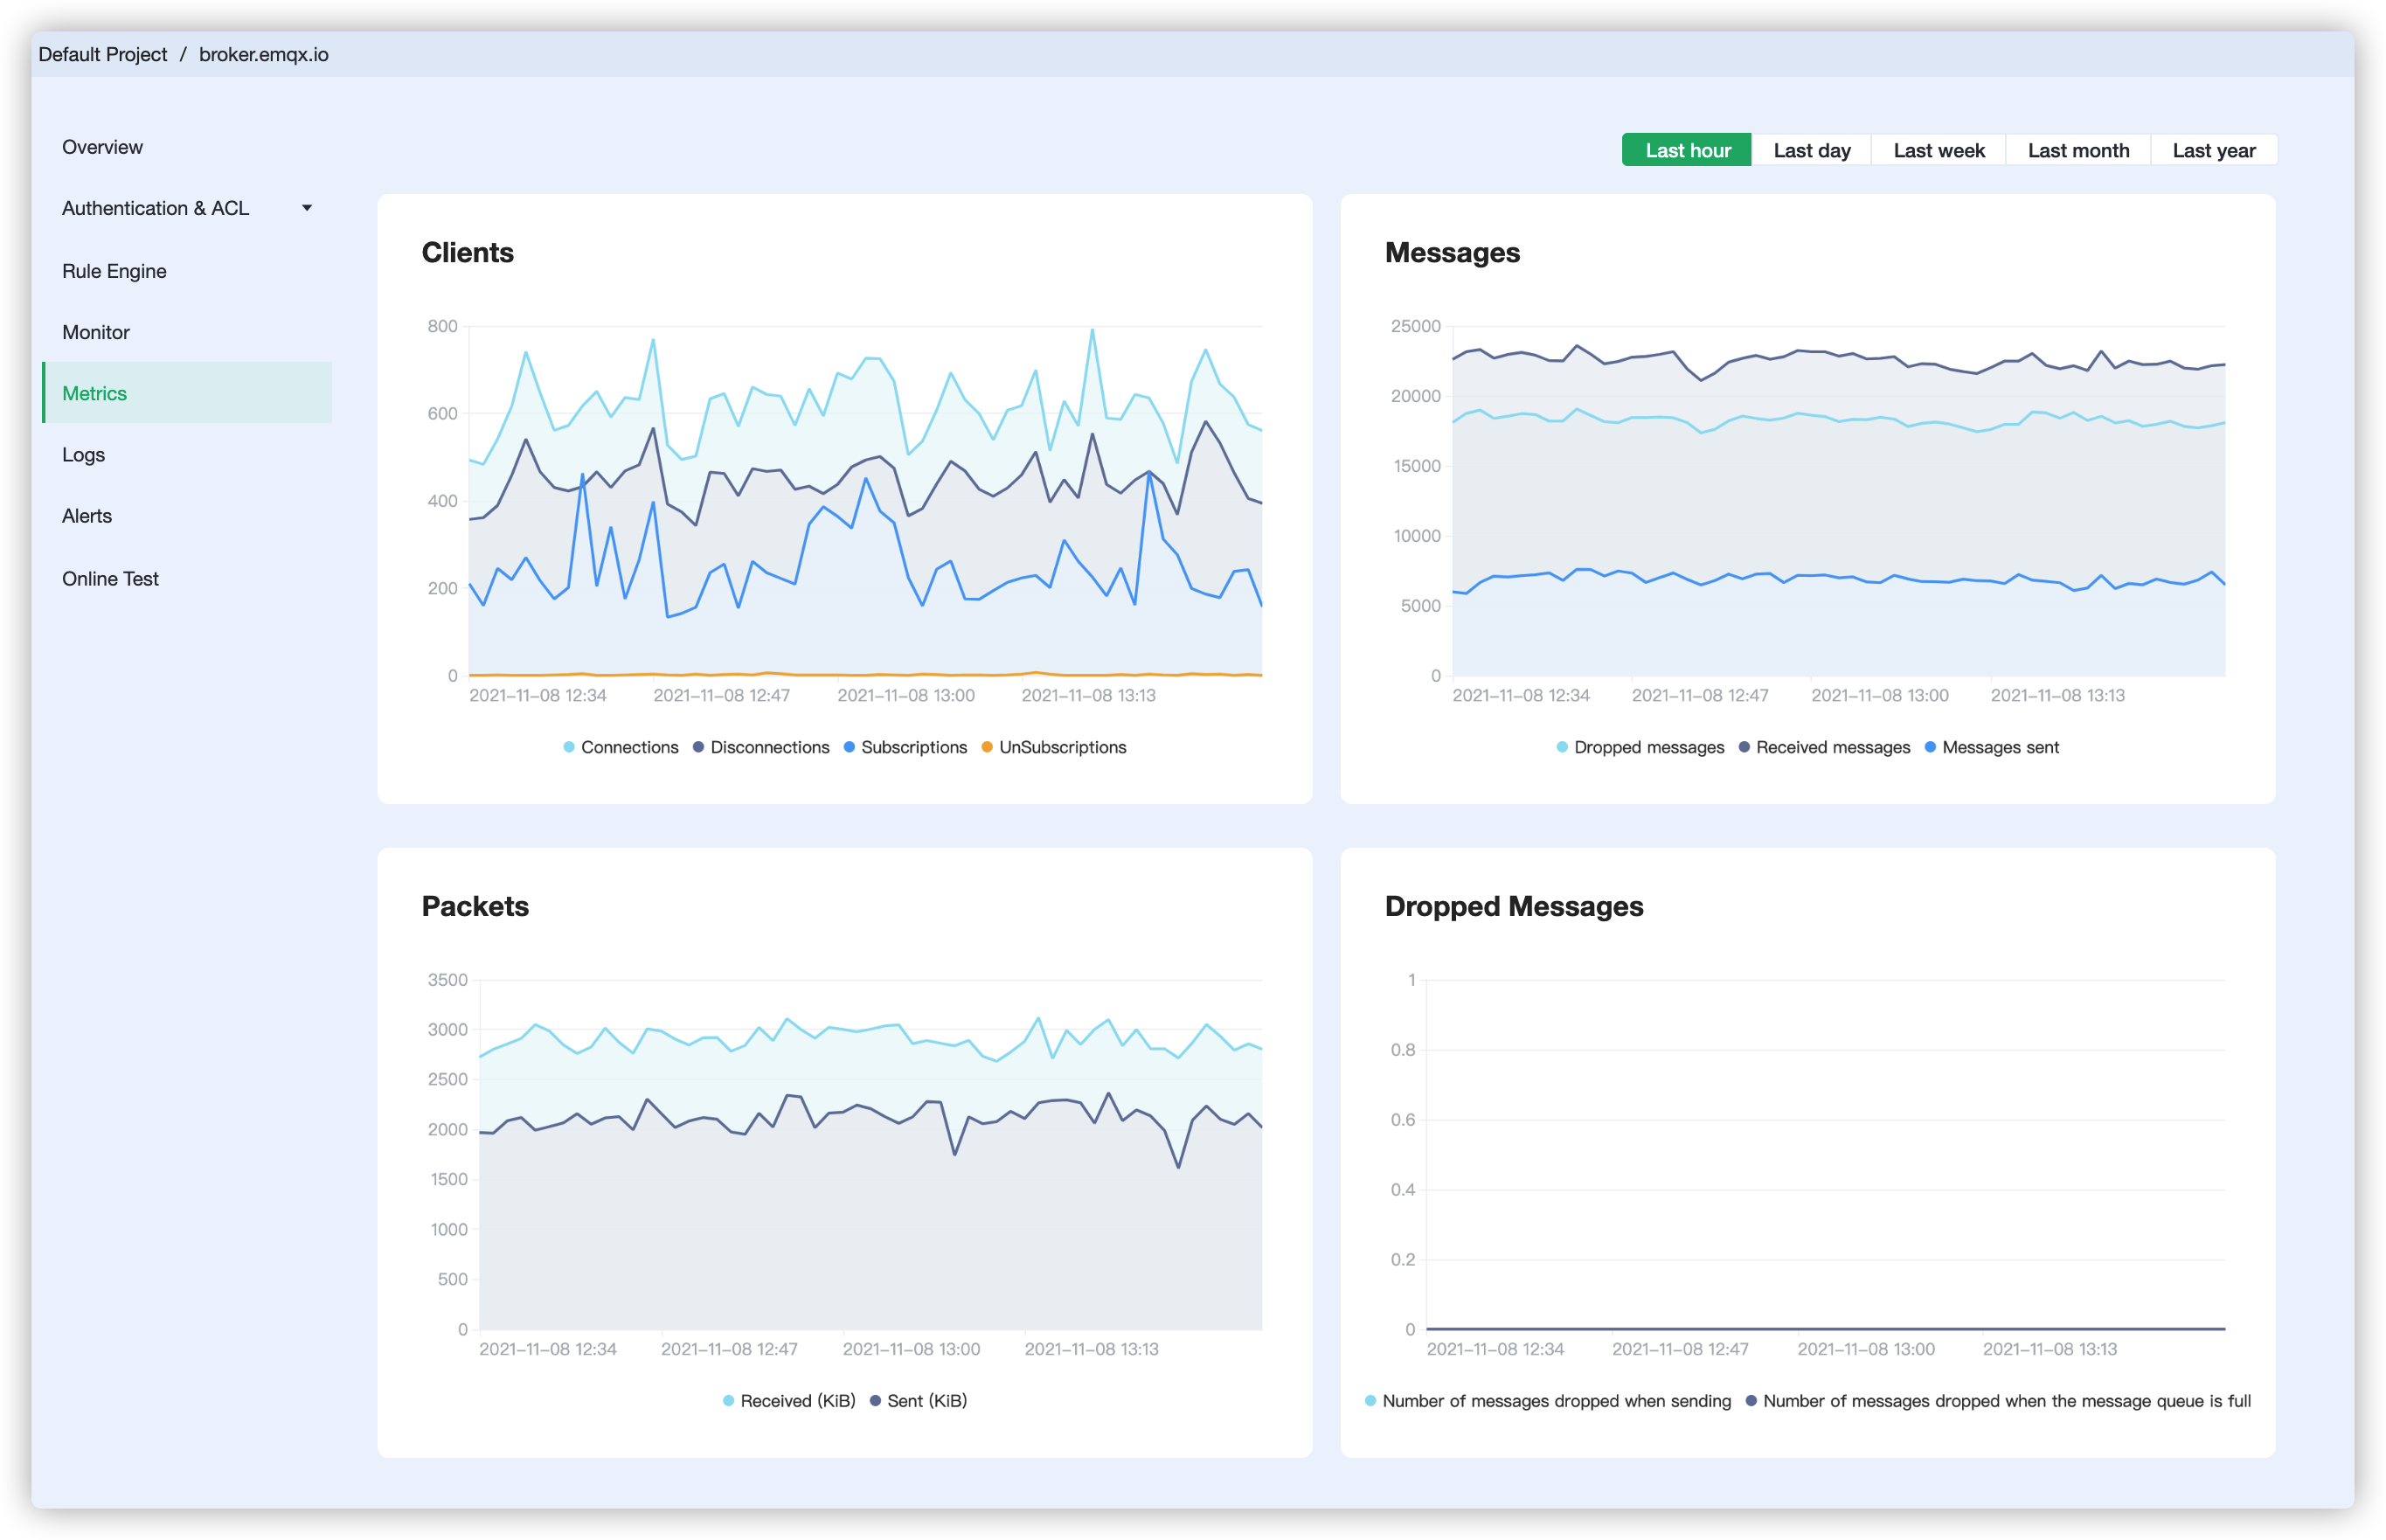 Default Project / broker.emqx.io
Overview
Authentication & ACL
Rule Engine
Monitor
Metrics
Logs
Alerts
Online Test
Last hour Last day Last week Last month Last year
Clients
800
600
400
200
0
2021-11-08 12:34 2021-11-08 12:47 2021-11-08 13:00 2021-11-08 13:13
Connections Disconnections Subscriptions UnSubscriptions
Messages
25000
20000
15000
10000
5000
0
2021-11-08 12:34 2021-11-08 12:47 2021-11-08 13:00 2021-11-08 13:13
Dropped messages Received messages Messages sent
Packets
3500
3000
2500
2000
1500
1000
500
0
2021-11-08 12:34 2021-11-08 12:47 2021-11-08 13:00 2021-11-08 13:13
Received (KiB) Sent (KiB)
Dropped Messages
1
0.8
0.6
0.4
0.2
0
2021-11-08 12:34 2021-11-08 12:47 2021-11-08 13:00 2021-11-08 13:13
Number of messages dropped when sending Number of messages dropped when the message queue is full